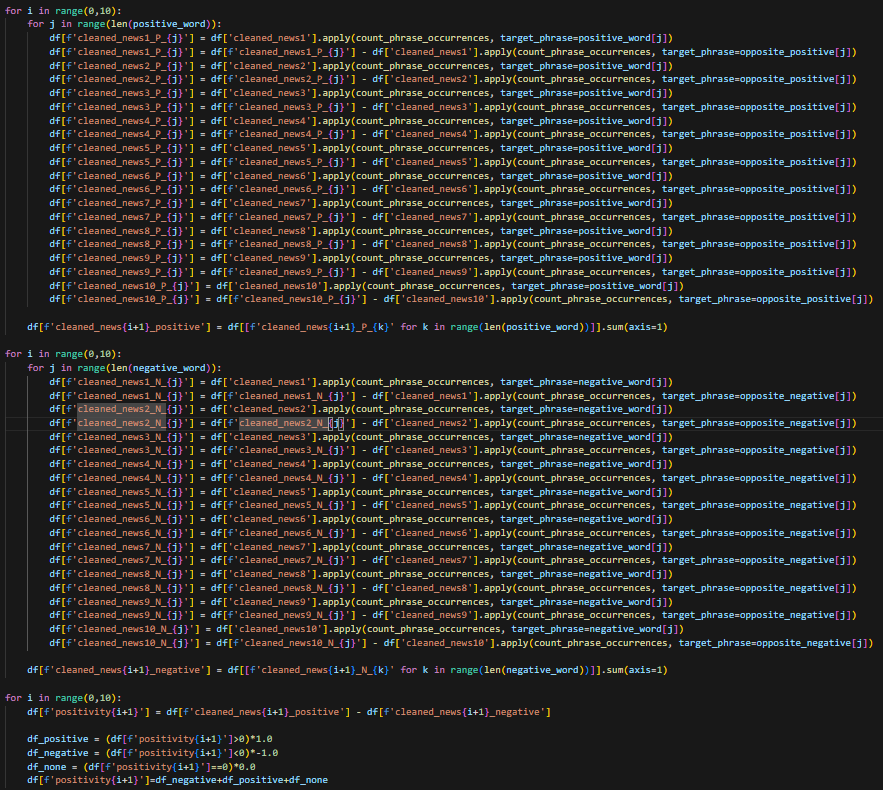 for i in range(0,10):
    for j in range(len(positive_word)):
        df[f'cleaned_news1_P_{j}'] = df['cleaned_news1'].apply(count_phrase_occurrences, target_phrase=positive_word[j])
        df[f'cleaned_news1_P_{j}'] = df[f'cleaned_news1_P_{j}'] - df['cleaned_news1'].apply(count_phrase_occurrences, target_phrase=opposite_positive[j])
        df[f'cleaned_news2_P_{j}'] = df['cleaned_news2'].apply(count_phrase_occurrences, target_phrase=positive_word[j])
        df[f'cleaned_news2_P_{j}'] = df[f'cleaned_news2_P_{j}'] - df['cleaned_news2'].apply(count_phrase_occurrences, target_phrase=opposite_positive[j])
        df[f'cleaned_news3_P_{j}'] = df['cleaned_news3'].apply(count_phrase_occurrences, target_phrase=positive_word[j])
        df[f'cleaned_news3_P_{j}'] = df[f'cleaned_news3_P_{j}'] - df['cleaned_news3'].apply(count_phrase_occurrences, target_phrase=opposite_positive[j])
        df[f'cleaned_news4_P_{j}'] = df['cleaned_news4'].apply(count_phrase_occurrences, target_phrase=positive_word[j])
        df[f'cleaned_news4_P_{j}'] = df[f'cleaned_news4_P_{j}'] - df['cleaned_news4'].apply(count_phrase_occurrences, target_phrase=opposite_positive[j])
        df[f'cleaned_news5_P_{j}'] = df['cleaned_news5'].apply(count_phrase_occurrences, target_phrase=positive_word[j])
        df[f'cleaned_news5_P_{j}'] = df[f'cleaned_news5_P_{j}'] - df['cleaned_news5'].apply(count_phrase_occurrences, target_phrase=opposite_positive[j])
        df[f'cleaned_news6_P_{j}'] = df['cleaned_news6'].apply(count_phrase_occurrences, target_phrase=positive_word[j])
        df[f'cleaned_news6_P_{j}'] = df[f'cleaned_news6_P_{j}'] - df['cleaned_news6'].apply(count_phrase_occurrences, target_phrase=opposite_positive[j])
        df[f'cleaned_news7_P_{j}'] = df['cleaned_news7'].apply(count_phrase_occurrences, target_phrase=positive_word[j])
        df[f'cleaned_news7_P_{j}'] = df[f'cleaned_news7_P_{j}'] - df['cleaned_news7'].apply(count_phrase_occurrences, target_phrase=opposite_positive[j])
        df[f'cleaned_news8_P_{j}'] = df['cleaned_news8'].apply(count_phrase_occurrences, target_phrase=positive_word[j])
        df[f'cleaned_news8_P_{j}'] = df[f'cleaned_news8_P_{j}'] - df['cleaned_news8'].apply(count_phrase_occurrences, target_phrase=opposite_positive[j])
        df[f'cleaned_news9_P_{j}'] = df['cleaned_news9'].apply(count_phrase_occurrences, target_phrase=positive_word[j])
        df[f'cleaned_news9_P_{j}'] = df[f'cleaned_news9_P_{j}'] - df['cleaned_news9'].apply(count_phrase_occurrences, target_phrase=opposite_positive[j])
        df[f'cleaned_news10_P_{j}'] = df['cleaned_news10'].apply(count_phrase_occurrences, target_phrase=positive_word[j])
        df[f'cleaned_news10_P_{j}'] = df[f'cleaned_news10_P_{j}'] - df['cleaned_news10'].apply(count_phrase_occurrences, target_phrase=opposite_positive[j])
    df[f'cleaned_news{i+1}_positive'] = df[[f'cleaned_news{i+1}_P_{k}' for k in range(len(positive_word))]].sum(axis=1)
for i in range(0,10):
    for j in range(len(negative_word)):
        df[f'cleaned_news1_N_{j}'] = df['cleaned_news1'].apply(count_phrase_occurrences, target_phrase=negative_word[j])
        df[f'cleaned_news1_N_{j}'] = df[f'cleaned_news1_N_{j}'] - df['cleaned_news1'].apply(count_phrase_occurrences, target_phrase=opposite_negative[j])
        df[f'cleaned_news2_N_{j}'] = df['cleaned_news2'].apply(count_phrase_occurrences, target_phrase=negative_word[j])
        df[f'cleaned_news2_N_{j}'] = df[f'cleaned_news2_N_{j}'] - df['cleaned_news2'].apply(count_phrase_occurrences, target_phrase=opposite_negative[j])
        df[f'cleaned_news3_N_{j}'] = df['cleaned_news3'].apply(count_phrase_occurrences, target_phrase=negative_word[j])
        df[f'cleaned_news3_N_{j}'] = df[f'cleaned_news3_N_{j}'] - df['cleaned_news3'].apply(count_phrase_occurrences, target_phrase=opposite_negative[j])
        df[f'cleaned_news4_N_{j}'] = df['cleaned_news4'].apply(count_phrase_occurrences, target_phrase=negative_word[j])
        df[f'cleaned_news4_N_{j}'] = df[f'cleaned_news4_N_{j}'] - df['cleaned_news4'].apply(count_phrase_occurrences, target_phrase=opposite_negative[j])
        df[f'cleaned_news5_N_{j}'] = df['cleaned_news5'].apply(count_phrase_occurrences, target_phrase=negative_word[j])
        df[f'cleaned_news5_N_{j}'] = df[f'cleaned_news5_N_{j}'] - df['cleaned_news5'].apply(count_phrase_occurrences, target_phrase=opposite_negative[j])
        df[f'cleaned_news6_N_{j}'] = df['cleaned_news6'].apply(count_phrase_occurrences, target_phrase=negative_word[j])
        df[f'cleaned_news6_N_{j}'] = df[f'cleaned_news6_N_{j}'] - df['cleaned_news6'].apply(count_phrase_occurrences, target_phrase=opposite_negative[j])
        df[f'cleaned_news7_N_{j}'] = df['cleaned_news7'].apply(count_phrase_occurrences, target_phrase=negative_word[j])
        df[f'cleaned_news7_N_{j}'] = df[f'cleaned_news7_N_{j}'] - df['cleaned_news7'].apply(count_phrase_occurrences, target_phrase=opposite_negative[j])
        df[f'cleaned_news8_N_{j}'] = df['cleaned_news8'].apply(count_phrase_occurrences, target_phrase=negative_word[j])
        df[f'cleaned_news8_N_{j}'] = df[f'cleaned_news8_N_{j}'] - df['cleaned_news8'].apply(count_phrase_occurrences, target_phrase=opposite_negative[j])
        df[f'cleaned_news9_N_{j}'] = df['cleaned_news9'].apply(count_phrase_occurrences, target_phrase=negative_word[j])
        df[f'cleaned_news9_N_{j}'] = df[f'cleaned_news9_N_{j}'] - df['cleaned_news9'].apply(count_phrase_occurrences, target_phrase=opposite_negative[j])
        df[f'cleaned_news10_N_{j}'] = df['cleaned_news10'].apply(count_phrase_occurrences, target_phrase=negative_word[j])
        df[f'cleaned_news10_N_{j}'] = df[f'cleaned_news10_N_{j}'] - df['cleaned_news10'].apply(count_phrase_occurrences, target_phrase=opposite_negative[j])
    df[f'cleaned_news{i+1}_negative'] = df[[f'cleaned_news{i+1}_N_{k}' for k in range(len(negative_word))]].sum(axis=1)
for i in range(0,10):
    df[f'positivity{i+1}'] = df[f'cleaned_news{i+1}_positive'] - df[f'cleaned_news{i+1}_negative']
    df_positive = (df[f'positivity{i+1}']>0)*1.0
    df_negative = (df[f'positivity{i+1}']<0)*-1.0
    df_none = (df[f'positivity{i+1}']==0)*0.0
    df[f'positivity{i+1}']=df_negative+df_positive+df_none